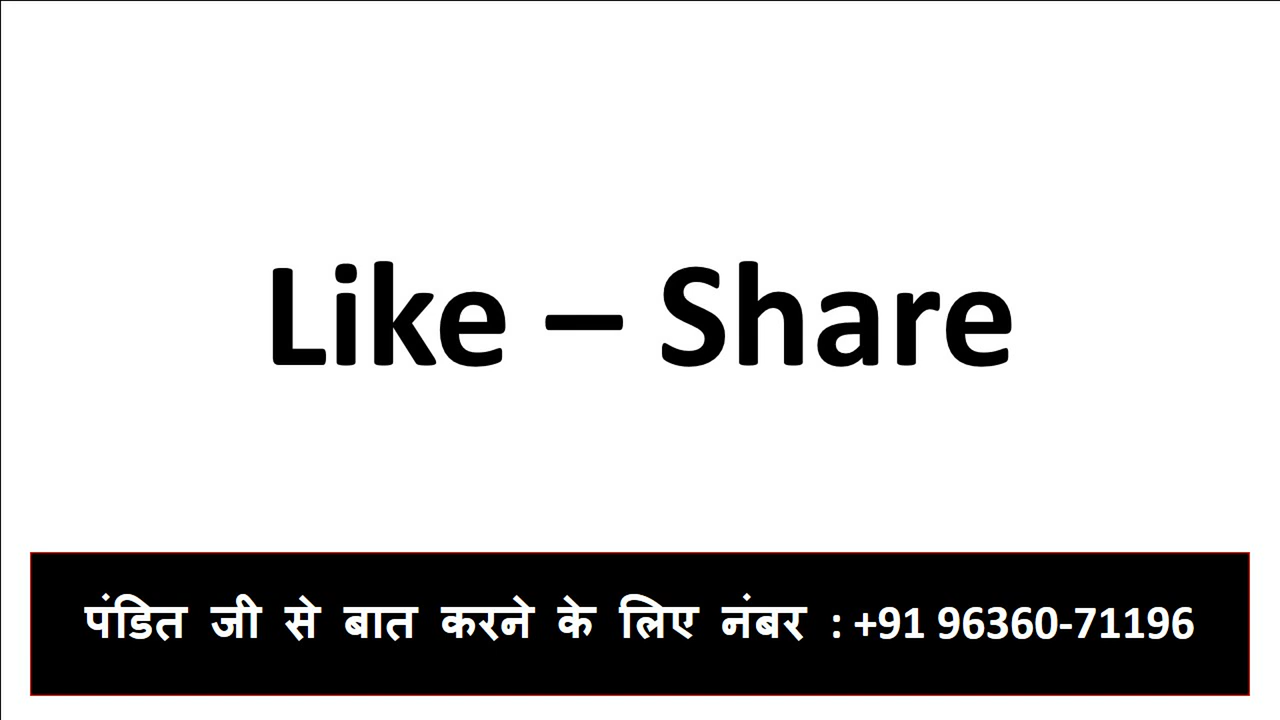 Like – Share
पंडित जी से बात करने के लिए नंबर : +91 96360-71196